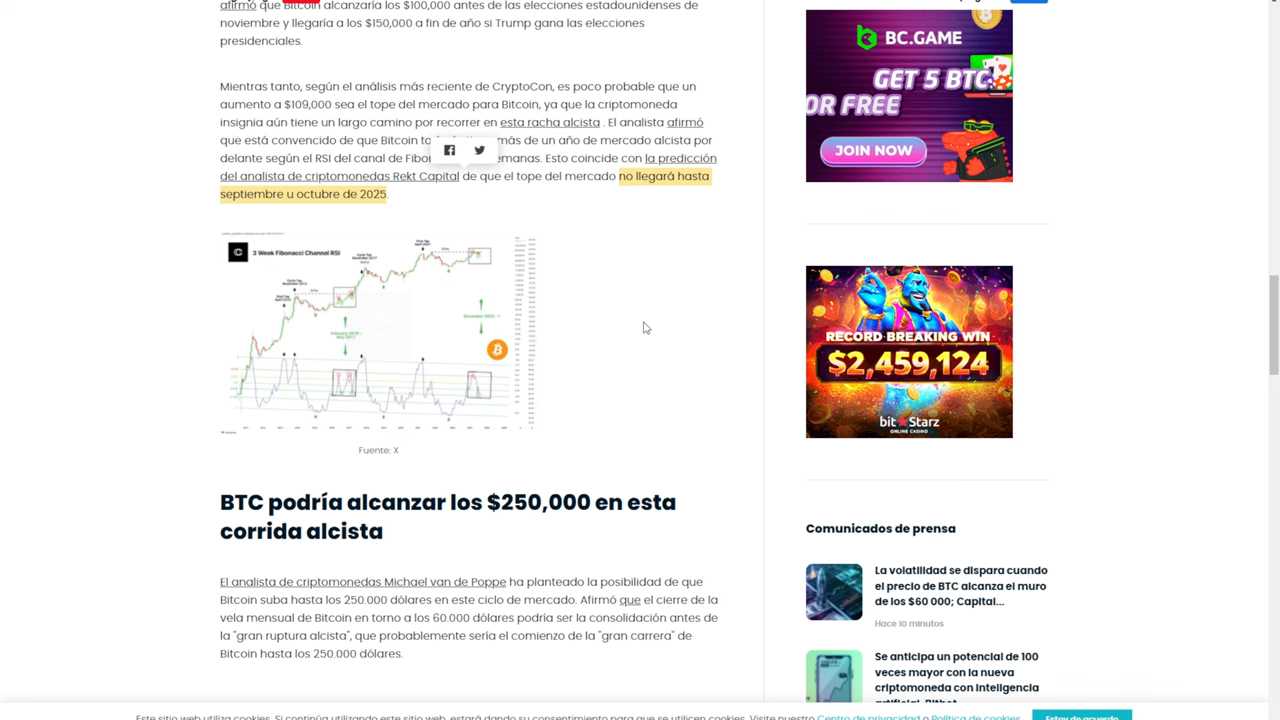 afirmó que Bitcoin alcanzaría los $100,000 antes de las elecciones estadounidenses de
noviembre y llegaría a los $150,000 a fin de año si Trump gana las elecciones
presidenciales.
Mientras tanto, según el análisis más reciente de CryptoCon, es poco probable que un
aumento a $109,000 sea el tope del mercado para Bitcoin, ya que la criptomoneda
insignia aún tiene un largo camino por recorrer en esta racha alcista . El analista afirmó
que está convencido de que Bitcoin más de un año de mercado alcista por
delante según el RSI del canal de Fibon emanas. Esto coincide con la predicción
del analista de criptomonedas Rekt Capital de que el tope del mercado no llegará hasta
septiembre u octubre de 2025.
3 Week Fibonacci Channel RSI
Fuente: X
BTC podría alcanzar los $250,000 en esta
corrida alcista
El analista de criptomonedas Michael van de Poppe ha planteado la posibilidad de que
Bitcoin suba hasta los 250.000 dólares en este ciclo de mercado. Afirmó que el cierre de la
vela mensual de Bitcoin en torno a los 60.000 dólares podría ser la consolidación antes de
la "gran ruptura alcista", que probablemente sería el comienzo de la "gran carrera" de
Bitcoin hasta los 250.000 dólares.
BC.GAME
GET 5 BTC
OR FREE
JOIN NOW
RECORD BREAKING WIN
$2,459,124
bitStarz
ONLINE CASINO
Comunicados de prensa
La volatilidad se dispara cuando
el precio de BTC alcanza el muro
de los $60 000; Capital...
Hace 10 minutos
Se anticipa un potencial de 100
veces mayor con la nueva
criptomoneda con Inteligencia
artificial, Bitbot
Este sitio web utiliza cookies. Si continúa utilizando este sitio web, estará dando su consentimiento para que se utilicen cookies. Visite nuestro Centro de privacidad o Política de cookies.
Estoy de acuerdo